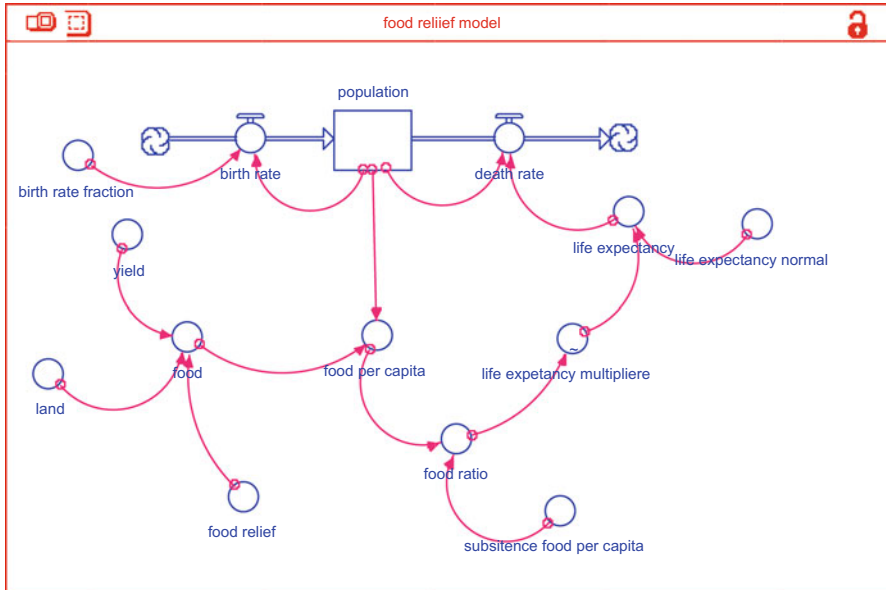 food reliief model
population
birth rate
death rate
birth rate fraction
life expectancy
life expectancy normal
yield
food
food per capita
~
life expetancy multipliere
land
food ratio
food relief
subsitence food per capita